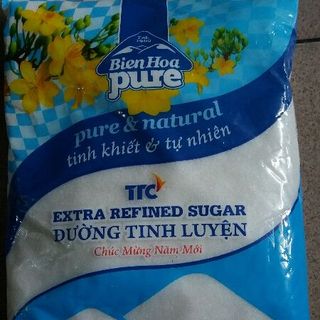 Bien Hoa
pure
pure & natural
tinh khiết & tự nhiên
TTC
EXTRA REFINED SUGAR
ĐƯỜNG TINH LUYỆN
Chúc Mừng Năm Mới